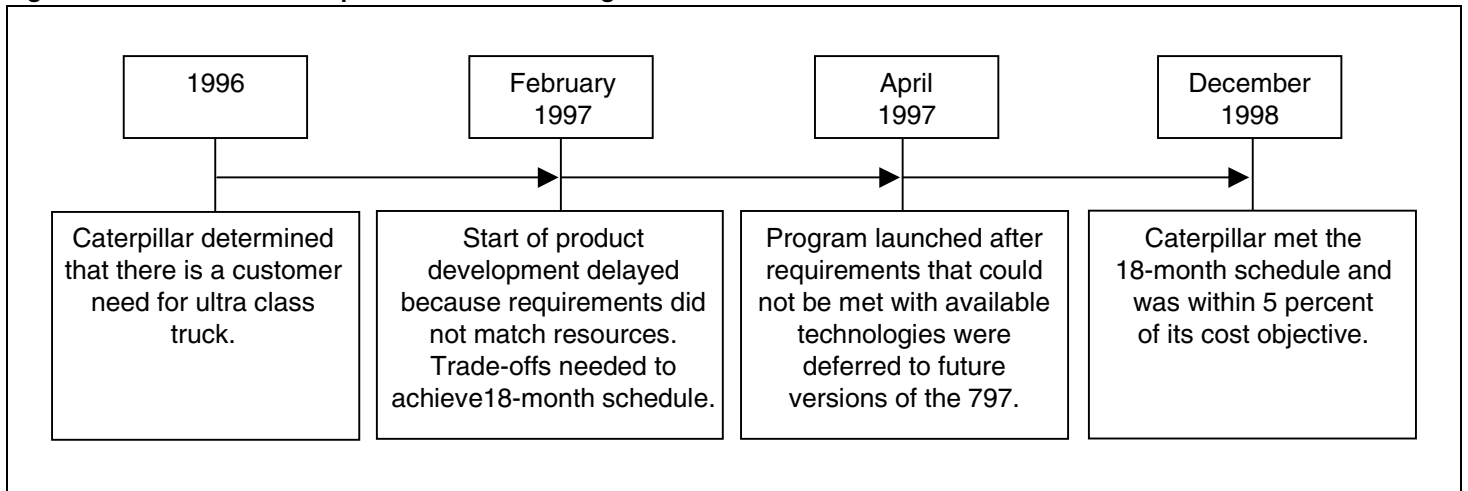 1996
February
1997
April
1997
December
1998
Caterpillar determined
that there is a customer
need for ultra class
truck.
Start of product
development delayed
because requirements did
not match resources.
Trade-offs needed to
achieve18-month schedule.
Program launched after
requirements that could
not be met with available
technologies were
deferred to future
versions of the 797.
Caterpillar met the
18-month schedule and
was within 5 percent
of its cost objective.